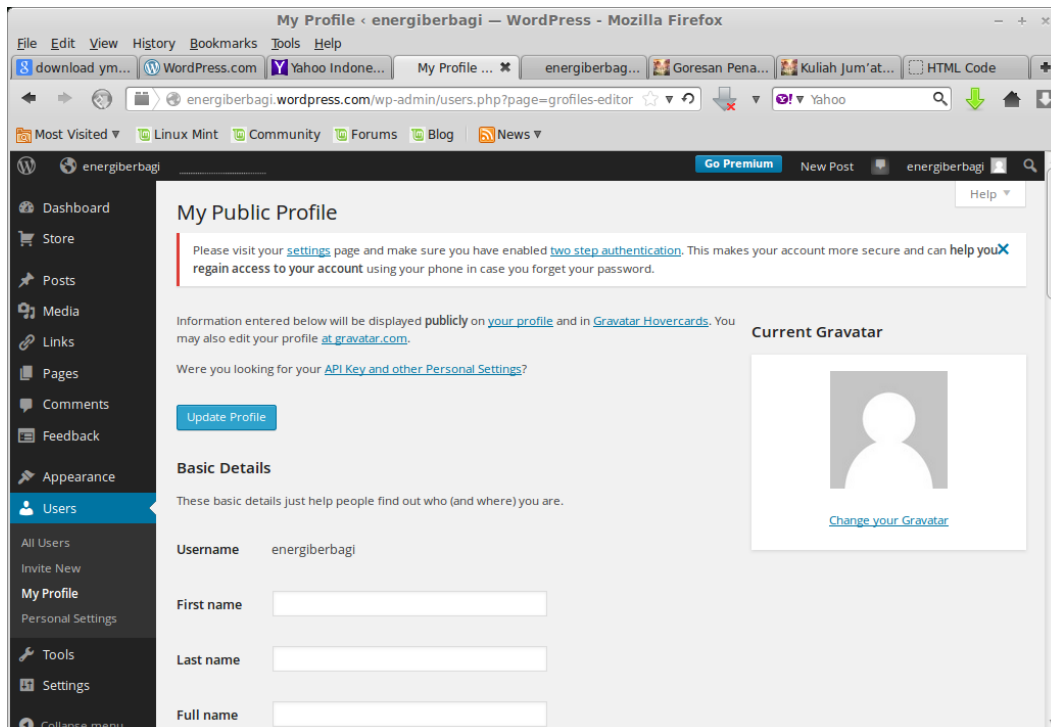 My Profile ‹ energiberbagi — WordPress - Mozilla Firefox
File Edit View History Bookmarks Tools Help
download ym... WordPress.com Yahoo Indone... My Profile ... energiberbag... Goresan Pena... Kuliah Jum'at... HTML Code
energiberbagi.wordpress.com/wp-admin/users.php?page=grofiles-editor Yahoo
Most Visited Linux Mint Community Forums Blog News
energiberbagi Go Premium New Post energiberbagi
Help
Dashboard
Store
Posts
Media
Links
Pages
Comments
Feedback
Appearance
Users
All Users
Invite New
My Profile
Personal Settings
Tools
Settings
Collapse menu
My Public Profile
Please visit your settings page and make sure you have enabled two step authentication. This makes your account more secure and can help you
regain access to your account using your phone in case you forget your password.
Information entered below will be displayed publicly on your profile and in Gravatar Hovercards. You
may also edit your profile at gravatar.com.
Were you looking for your API Key and other Personal Settings?
Update Profile
Basic Details
These basic details just help people find out who (and where) you are.
Username energiberbagi
First name
Last name
Full name
Current Gravatar
Change your Gravatar